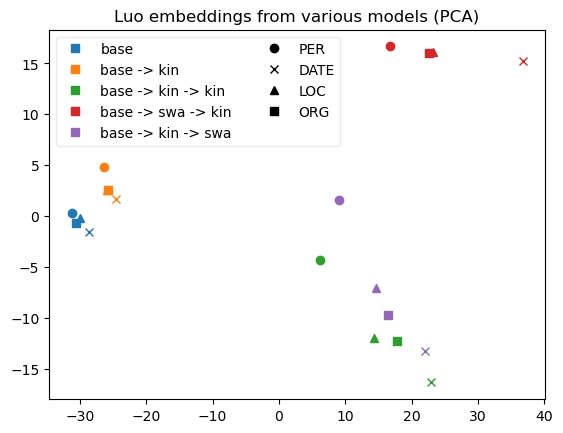 Luo embeddings from various models (PCA)
base
base -> kin
base -> kin -> kin
base -> swa -> kin
base -> kin -> swa
PER
DATE
LOC
ORG
15
10
5
0
−5
−10
−15
−30 −20 −10 0 10 20 30 40